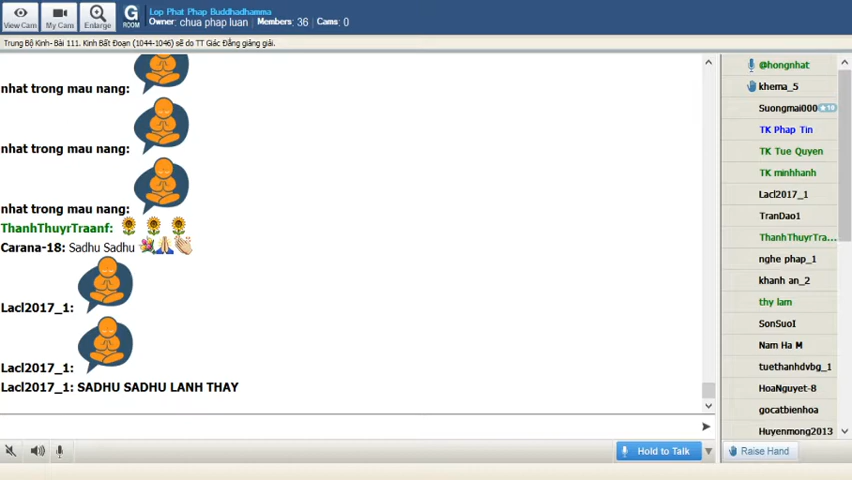 View Cam
My Cam
Enlarge
G
ROOM
Lop Phat Phap Buddhadhamma
Owner: chua phap luan Members: 36 Cams: 0
Trung Bộ Kinh- Bài 111. Kinh Bất Đoạn (1044-1046) sẽ do TT Giác Đẳng giảng giải.
nhat trong mau nang:
nhat trong mau nang:
nhat trong mau nang:
ThanhThuyrTraanf:
Carana-18: Sadhu Sadhu
Lacl2017_1:
Lacl2017_1:
Lacl2017_1: SADHU SADHU LANH THAY
@hongnhat
khema_5
Suongmai000 +10
TK Phap Tin
TK Tue Quyen
TK minhhanh
Lacl2017_1
TranDao1
ThanhThuyrTra...
nghe phap_1
khanh an_2
thy lam
SonSuoI
Nam Ha M
tuethanhdvbg_1
HoaNguyet-8
gocatbienhoa
Huyenmong2013
Hold to Talk
Raise Hand